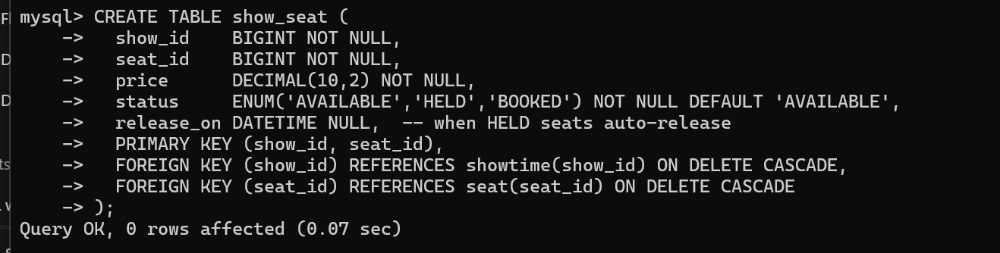 mysql> CREATE TABLE show_seat (
    ->   show_id    BIGINT NOT NULL,
    ->   seat_id    BIGINT NOT NULL,
    ->   price      DECIMAL(10,2) NOT NULL,
    ->   status     ENUM('AVAILABLE','HELD','BOOKED') NOT NULL DEFAULT 'AVAILABLE',
    ->   release_on DATETIME NULL,  -- when HELD seats auto-release
    ->   PRIMARY KEY (show_id, seat_id),
    ->   FOREIGN KEY (show_id) REFERENCES showtime(show_id) ON DELETE CASCADE,
    ->   FOREIGN KEY (seat_id) REFERENCES seat(seat_id) ON DELETE CASCADE
    -> );
Query OK, 0 rows affected (0.07 sec)